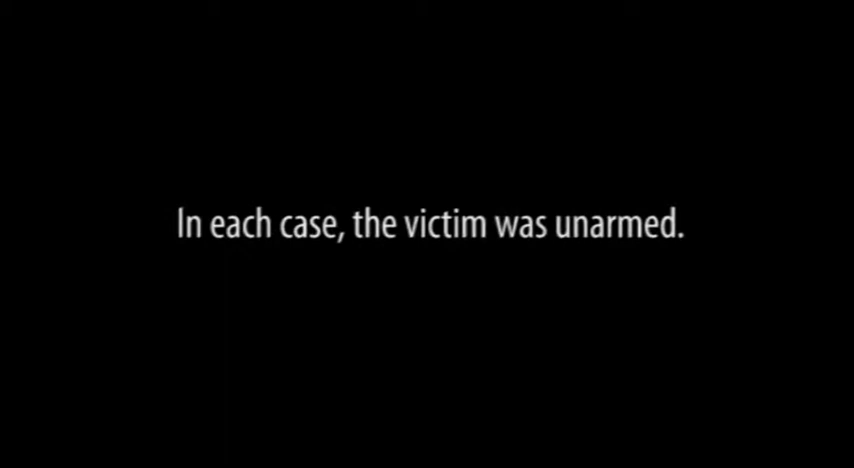 In each case, the victim was unarmed.